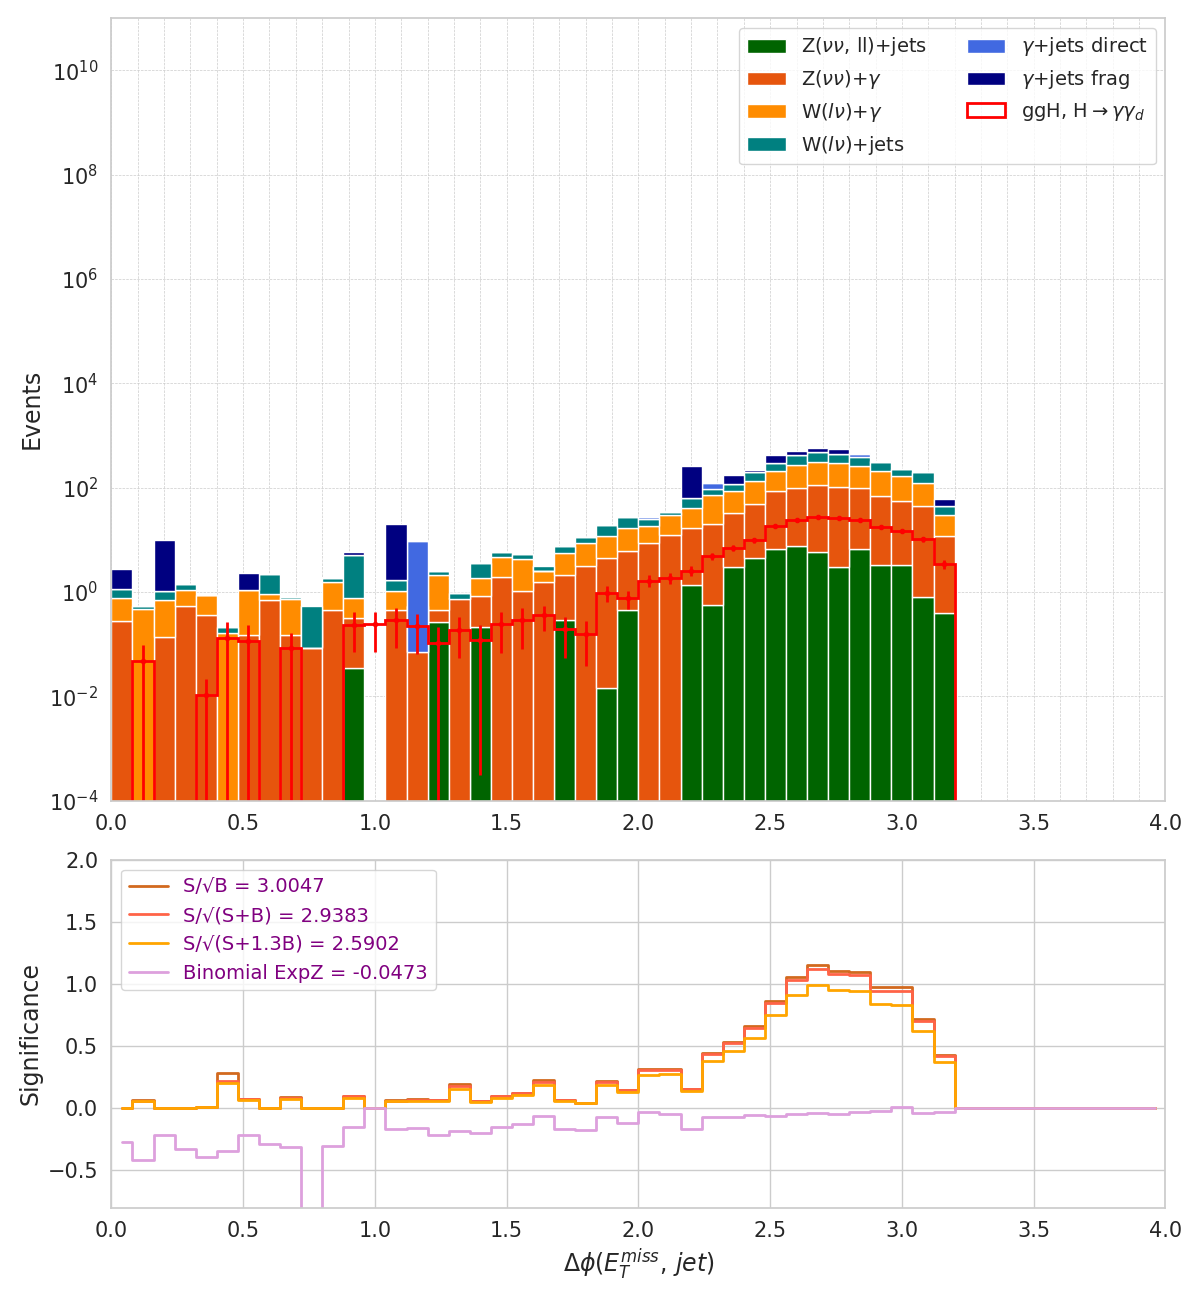 Z(νν, ll)+jets
Z(νν)+γ
W(lν)+γ
W(lν)+jets
γ+jets direct
γ+jets frag
ggH, H→γγ_d
Events
10^10
10^8
10^6
10^4
10^2
10^0
10^−2
10^−4
0.0 0.5 1.0 1.5 2.0 2.5 3.0 3.5 4.0
S/√B = 3.0047
S/√(S+B) = 2.9383
S/√(S+1.3B) = 2.5902
Binomial ExpZ = -0.0473
Significance
2.0
1.5
1.0
0.5
0.0
−0.5
0.0 0.5 1.0 1.5 2.0 2.5 3.0 3.5 4.0
Δϕ(E_T^miss, jet)